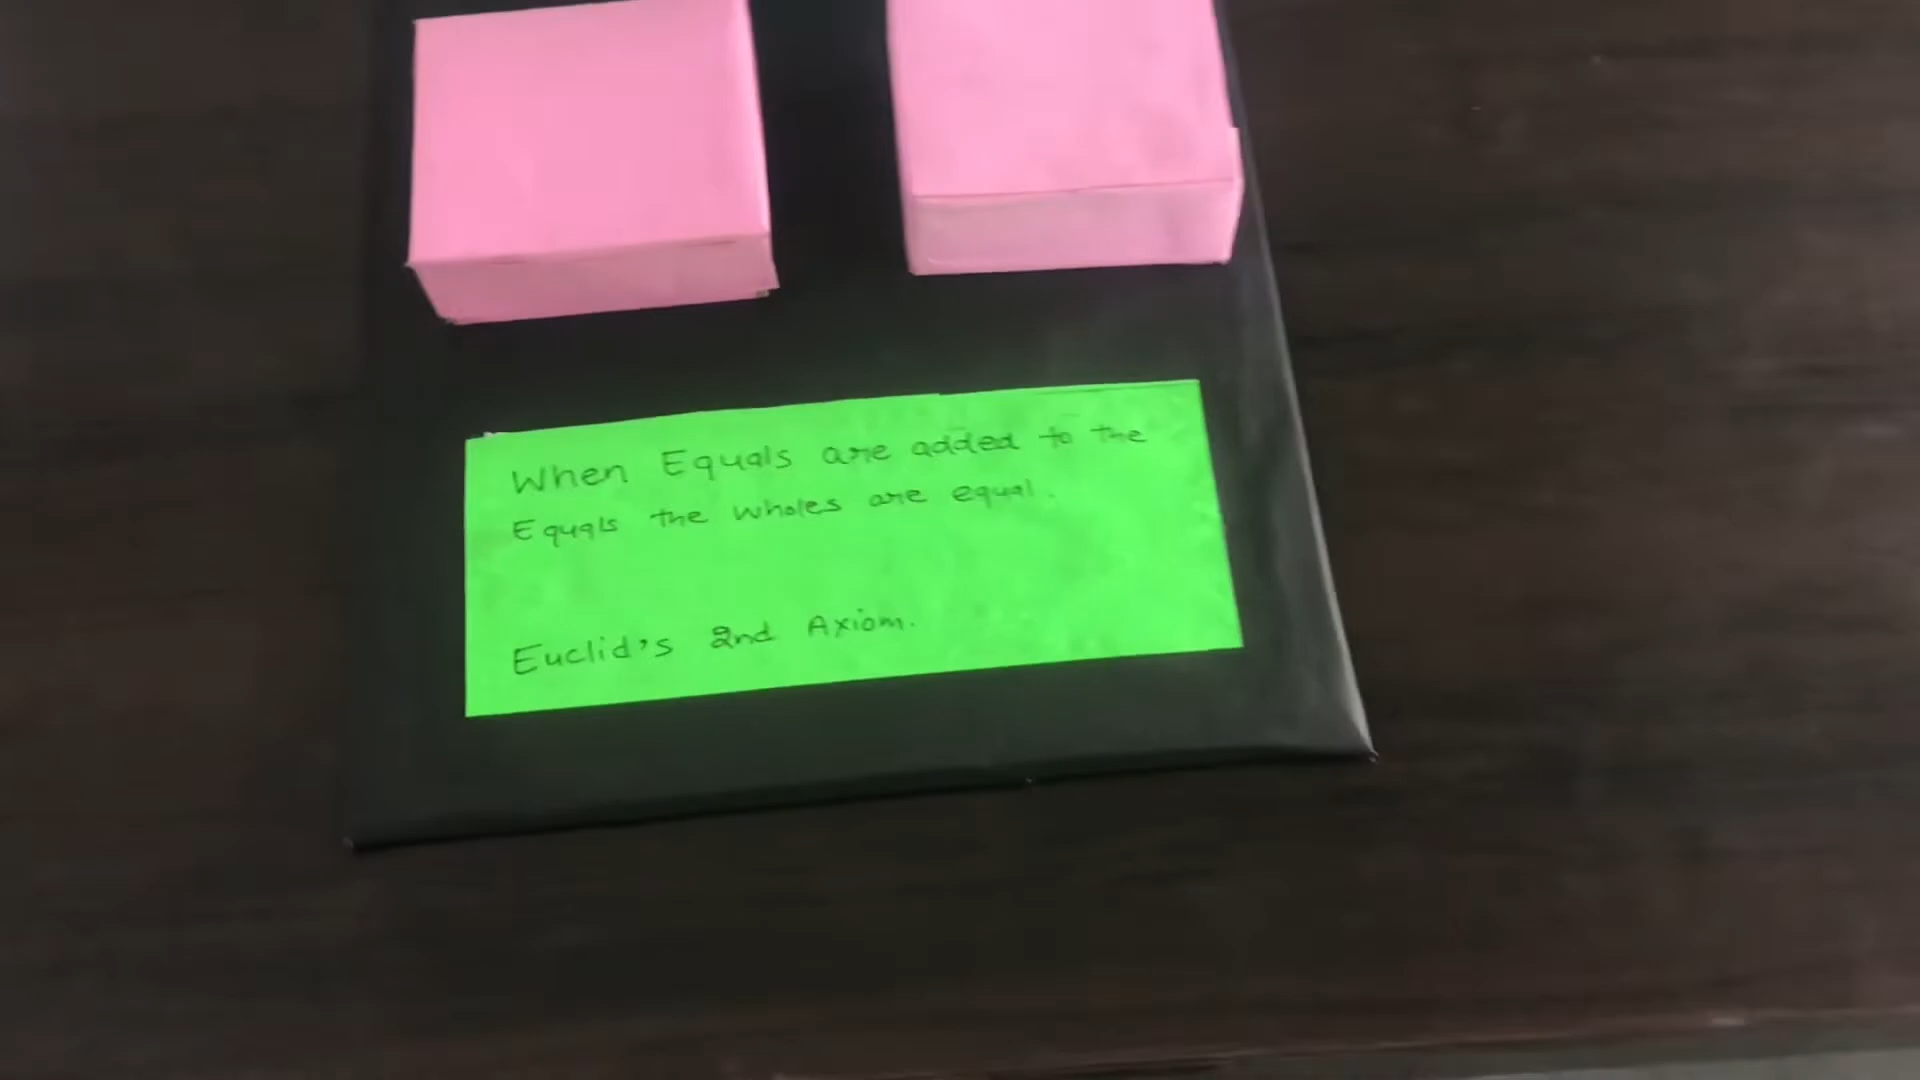 When Equals are added to the
Equals the wholes are equal.
Euclid's 2nd Axiom.